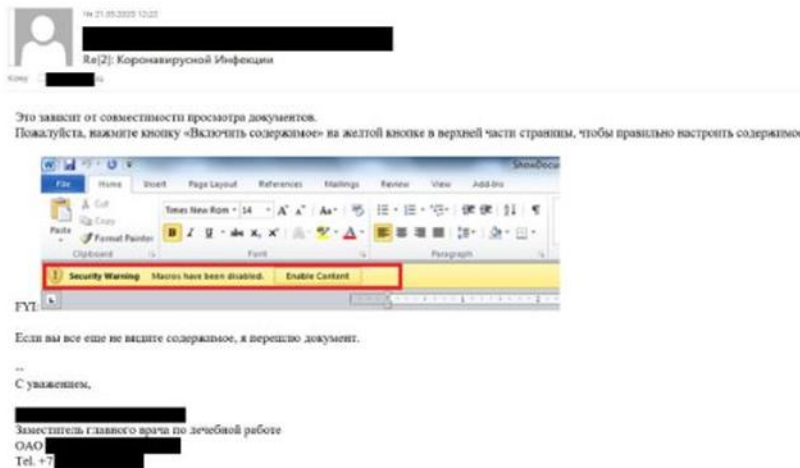 Чт 21.05.2020 12:22
Re[2]: Коронавирусной Инфекции
Кому
Это зависит от совместимости просмотра документов.
Пожалуйста, нажмите кнопку «Включить содержимое» на желтой кнопке в верхней части страницы, чтобы правильно настроить содержимое
ShowDocu
File Home Insert Page Layout References Mailings Review View Add-Ins
Cut
Copy
Format Painter
Paste
Times New Rom 14
Clipboard Font Paragraph
Security Warning Macros have been disabled. Enable Content
FYI:
Если вы все еще не видите содержимое, я перешлю документ.
--
С уважением,
Заместитель главного врача по лечебной работе
ОАО
Tel. +7